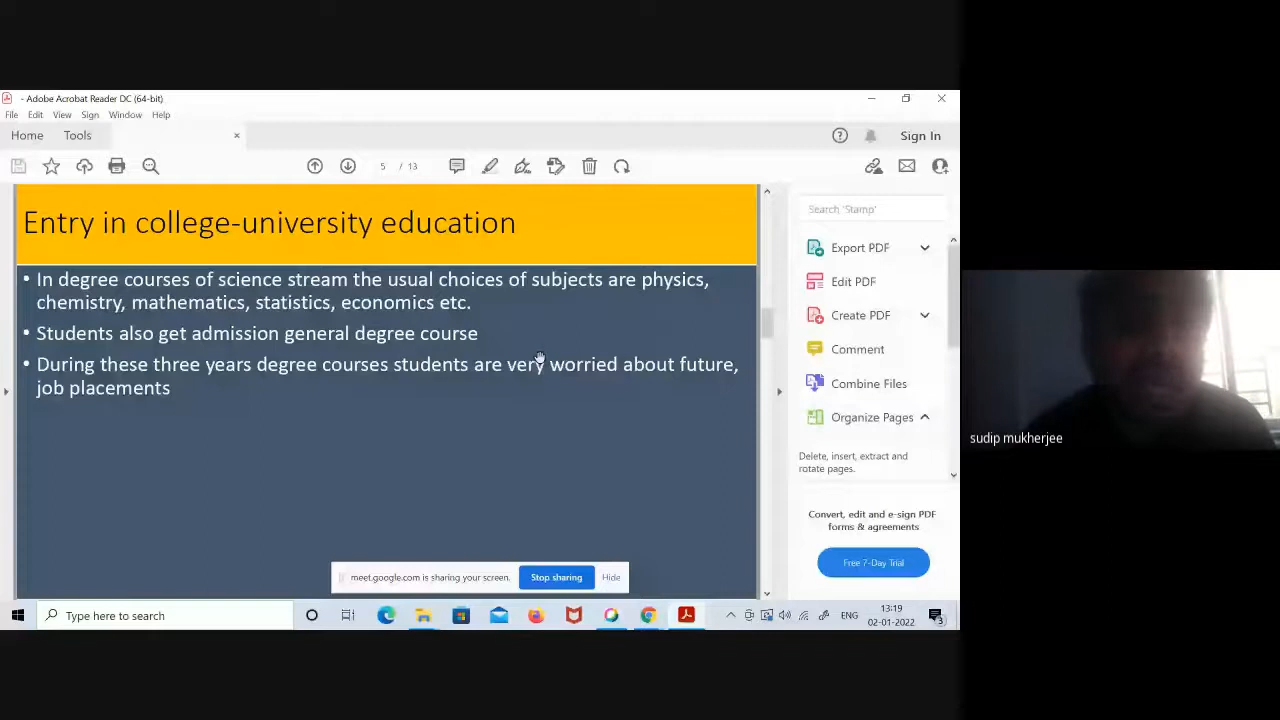 - Adobe Acrobat Reader DC (64-bit)
File Edit View Sign Window Help
Home Tools
Sign In
5 / 13
Entry in college-university education
• In degree courses of science stream the usual choices of subjects are physics,
chemistry, mathematics, statistics, economics etc.
• Students also get admission general degree course
• During these three years degree courses students are very worried about future,
job placements
Search 'Stamp'
Export PDF
Edit PDF
Create PDF
Comment
Combine Files
Organize Pages
Delete, insert, extract and
rotate pages.
Convert, edit and e-sign PDF
forms & agreements
Free 7-Day Trial
meet.google.com is sharing your screen. Stop sharing Hide
Type here to search
ENG
13:19
02-01-2022
3
sudip mukherjee